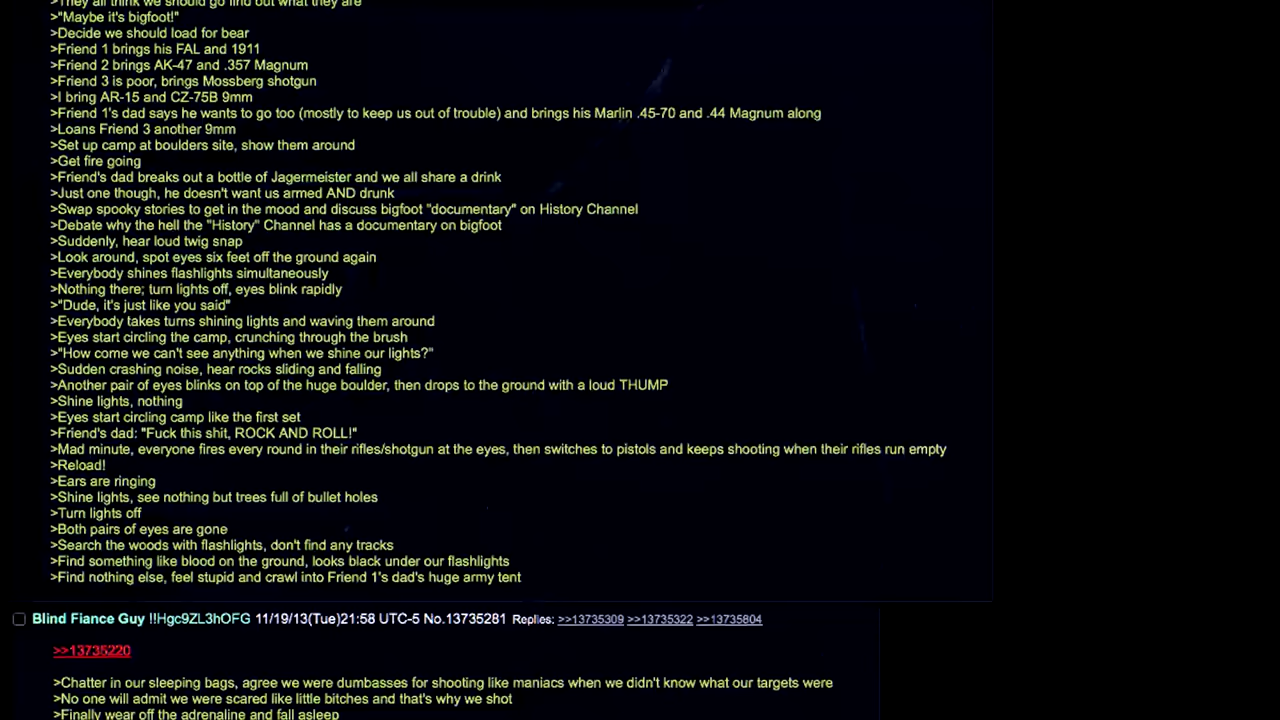 >They all think we should go find out what they are
>"Maybe it's bigfoot!"
>Decide we should load for bear
>Friend 1 brings his FAL and 1911
>Friend 2 brings AK-47 and .357 Magnum
>Friend 3 is poor, brings Mossberg shotgun
>I bring AR-15 and CZ-75B 9mm
>Friend 1's dad says he wants to go too (mostly to keep us out of trouble) and brings his Marlin .45-70 and .44 Magnum along
>Loans Friend 3 another 9mm
>Set up camp at boulders site, show them around
>Get fire going
>Friend's dad breaks out a bottle of Jagermeister and we all share a drink
>Just one though, he doesn't want us armed AND drunk
>Swap spooky stories to get in the mood and discuss bigfoot "documentary" on History Channel
>Debate why the hell the "History" Channel has a documentary on bigfoot
>Suddenly, hear loud twig snap
>Look around, spot eyes six feet off the ground again
>Everybody shines flashlights simultaneously
>Nothing there; turn lights off, eyes blink rapidly
>"Dude, it's just like you said"
>Everybody takes turns shining lights and waving them around
>Eyes start circling the camp, crunching through the brush
>"How come we can't see anything when we shine our lights?"
>Sudden crashing noise, hear rocks sliding and falling
>Another pair of eyes blinks on top of the huge boulder, then drops to the ground with a loud THUMP
>Shine lights, nothing
>Eyes start circling camp like the first set
>Friend's dad: "Fuck this shit, ROCK AND ROLL!"
>Mad minute, everyone fires every round in their rifles/shotgun at the eyes, then switches to pistols and keeps shooting when their rifles run empty
>Reload!
>Ears are ringing
>Shine lights, see nothing but trees full of bullet holes
>Turn lights off
>Both pairs of eyes are gone
>Search the woods with flashlights, don't find any tracks
>Find something like blood on the ground, looks black under our flashlights
>Find nothing else, feel stupid and crawl into Friend 1's dad's huge army tent
Blind Fiance Guy !!Hgc9ZL3hOFG 11/19/13(Tue)21:58 UTC-5 No.13735281 Replies: >>13735309 >>13735322 >>13735804
>>13735220
>Chatter in our sleeping bags, agree we were dumbasses for shooting like maniacs when we didn't know what our targets were
>No one will admit we were scared like little bitches and that's why we shot
>Finally wear off the adrenaline and fall asleep